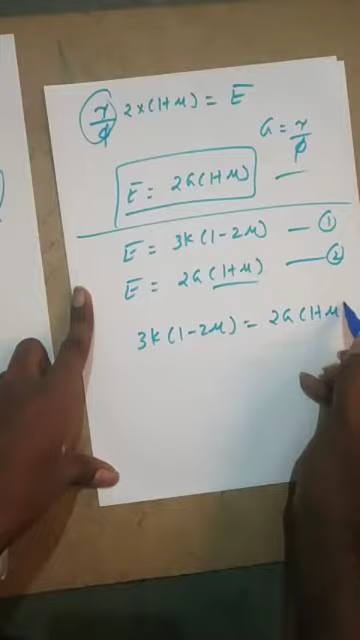 τ/ϕ 2×(1+μ) = E
G = τ/ϕ
E = 2G(1+μ)
E = 3K(1-2μ) — ①
E = 2G(1+μ) — ②
3K(1-2μ) = 2G(1+μ